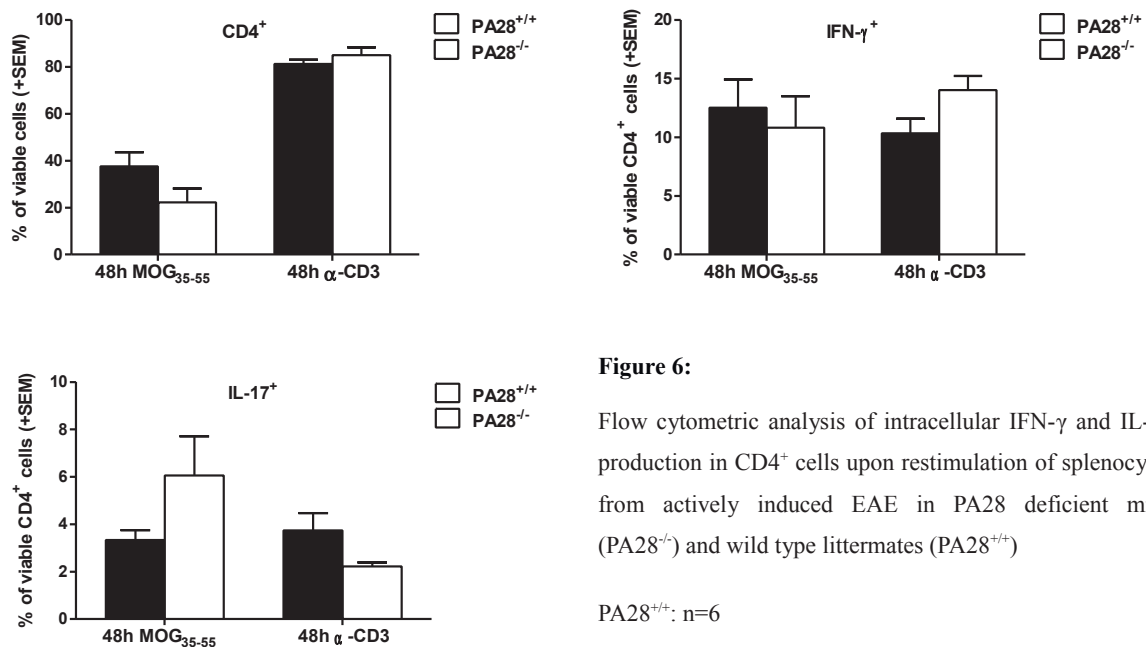 CD4⁺
PA28⁺/⁺
PA28⁻/⁻
% of viable cells (+SEM)
100
80
60
40
20
0
48h MOG₃₅₋₅₅
48h α-CD3
IFN-γ⁺
PA28⁺/⁺
PA28⁻/⁻
% of viable CD4⁺ cells (+SEM)
20
15
10
5
0
48h MOG₃₅₋₅₅
48h α-CD3
IL-17⁺
PA28⁺/⁺
PA28⁻/⁻
% of viable CD4⁺ cells (+SEM)
10
8
6
4
2
0
48h MOG₃₅₋₅₅
48h α-CD3
Figure 6:
Flow cytometric analysis of intracellular IFN-γ and IL-
production in CD4⁺ cells upon restimulation of splenocy
from actively induced EAE in PA28 deficient m
(PA28⁻/⁻) and wild type littermates (PA28⁺/⁺)
PA28⁺/⁺: n=6